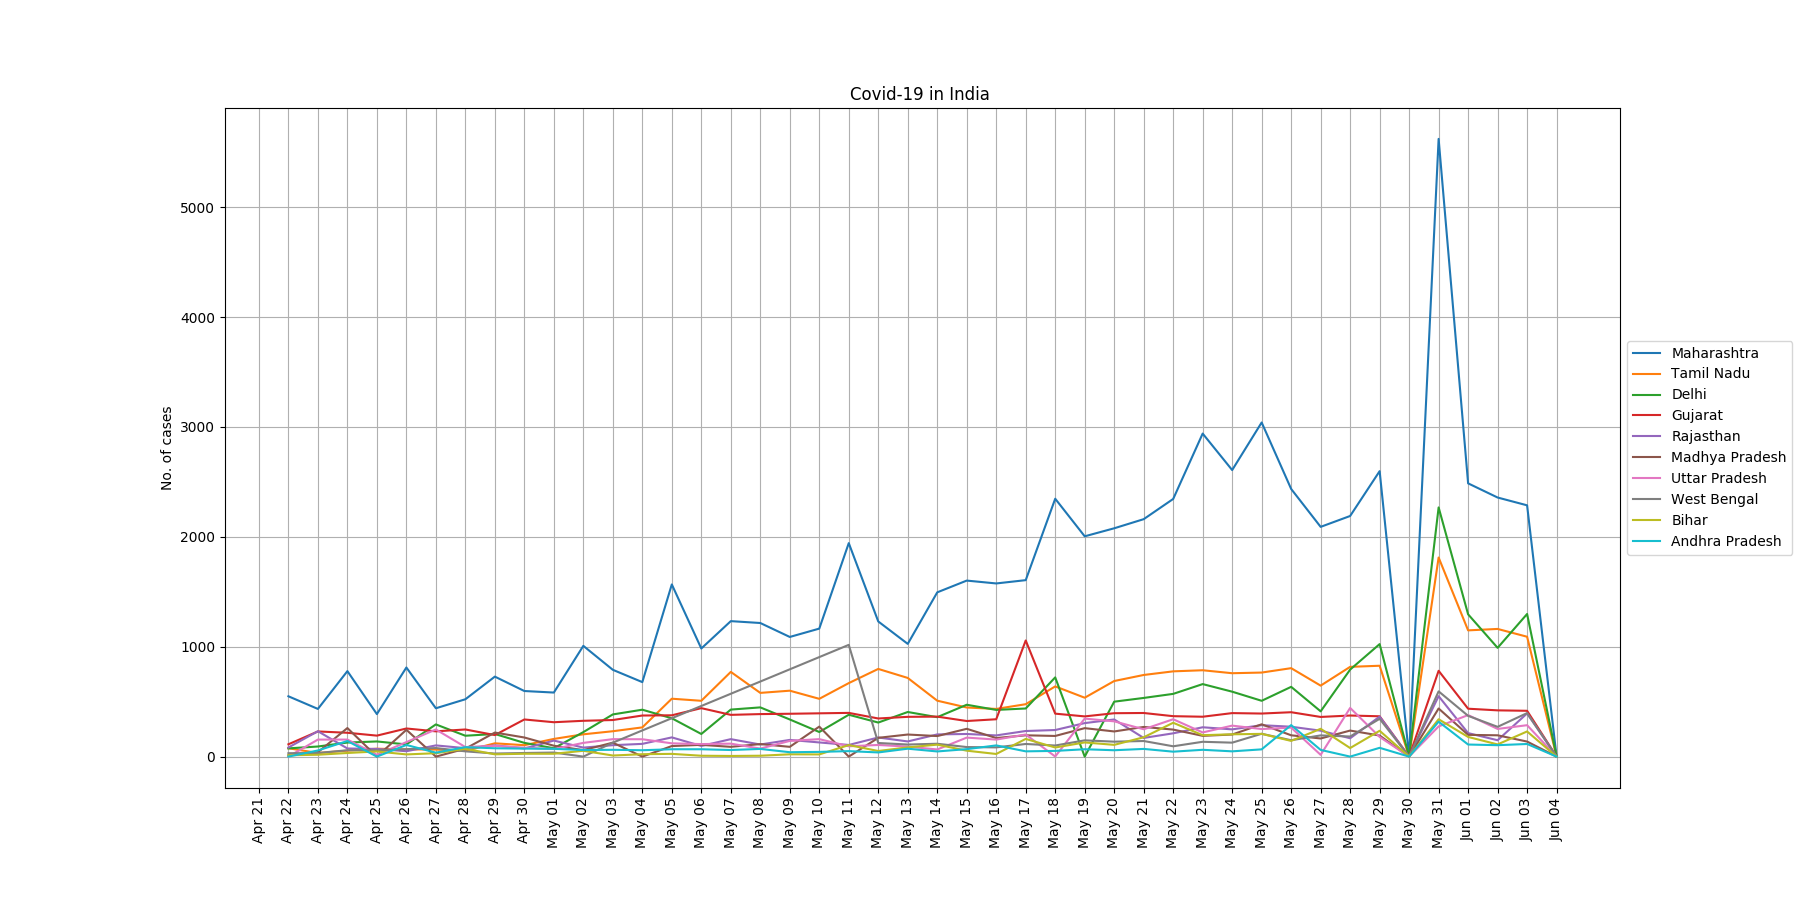 Covid-19 in India
No. of cases
5000
4000
3000
2000
1000
0
Apr 21
Apr 22
Apr 23
Apr 24
Apr 25
Apr 26
Apr 27
Apr 28
Apr 29
Apr 30
May 01
May 02
May 03
May 04
May 05
May 06
May 07
May 08
May 09
May 10
May 11
May 12
May 13
May 14
May 15
May 16
May 17
May 18
May 19
May 20
May 21
May 22
May 23
May 24
May 25
May 26
May 27
May 28
May 29
May 30
May 31
Jun 01
Jun 02
Jun 03
Jun 04
Maharashtra
Tamil Nadu
Delhi
Gujarat
Rajasthan
Madhya Pradesh
Uttar Pradesh
West Bengal
Bihar
Andhra Pradesh